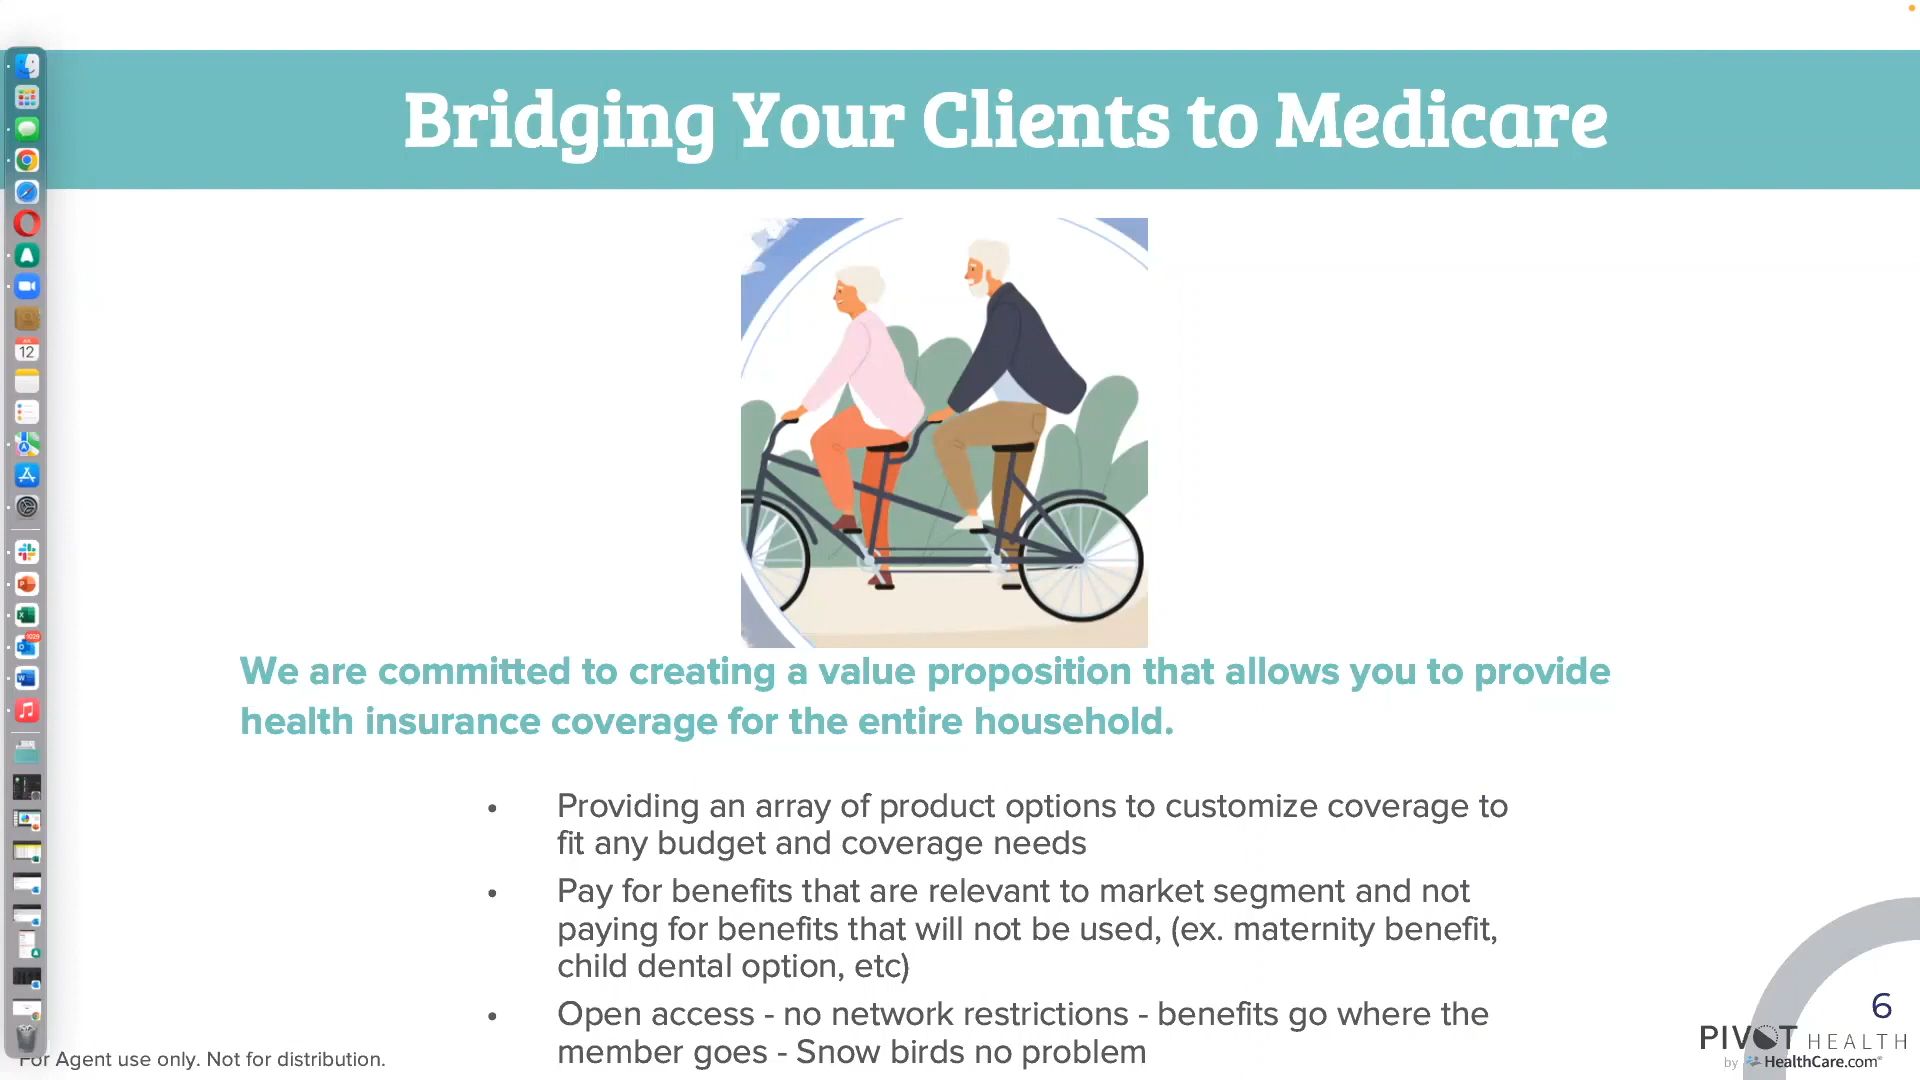 Bridging Your Clients to Medicare
12
1029
We are committed to creating a value proposition that allows you to provide
health insurance coverage for the entire household.
• Providing an array of product options to customize coverage to
fit any budget and coverage needs
• Pay for benefits that are relevant to market segment and not
paying for benefits that will not be used, (ex. maternity benefit,
child dental option, etc)
• Open access - no network restrictions - benefits go where the
member goes - Snow birds no problem
6
PIVOT HEALTH
by HealthCare.com
For Agent use only. Not for distribution.